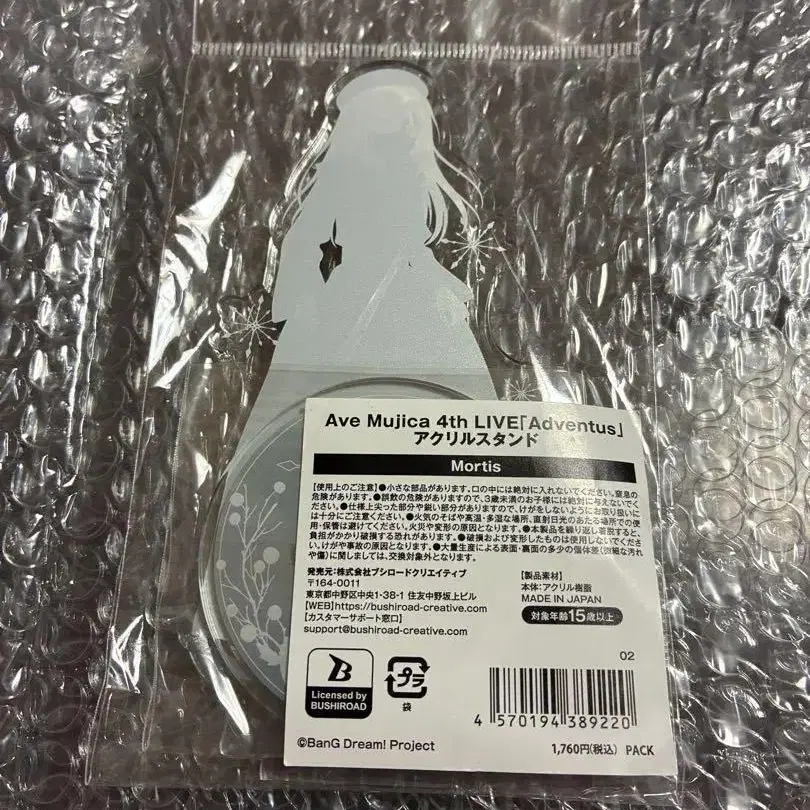 Ave Mujica 4th LIVE「Adventus」
アクリルスタンド
Mortis
【使用上のご注意】●小さな部品があります。口の中には絶対に入れないでください。窒息の
危険があります。●誤飲の危険がありますので、3歳未満のお子様には絶対に与えないでく
ださい。●仕様上尖った部分や鋭い部分がありますので、けがをしないようにお取り扱いに
は十分にご注意ください。●火気のそばや高温・多湿な場所、直射日光のあたる場所での使
用・保管は避けてください。火災や変形の原因となります。●本製品を繰り返し着脱すると、
負担がかかり破損する恐れがあります。●破損および変形したものは使用しないでくださ
い。けがや事故の原因となります。●大量生産による表面・裏面の多少の個体差(微細な汚れ
や傷)に関しましては、交換対象外となります。
発売元:株式会社ブシロードクリエイティブ
〒164-0011
東京都中野区中央1-38-1 住友中野坂上ビル
【WEB】https://bushiroad-creative.com
【カスタマーサポート窓口】
support@bushiroad-creative.com
【製品素材】
本体:アクリル樹脂
MADE IN JAPAN
対象年齢15歳以上
02
B
Licensed by
BUSHIROAD
プラ
袋
4 570194 389220
©BanG Dream! Project
1,760円(税込) PACK